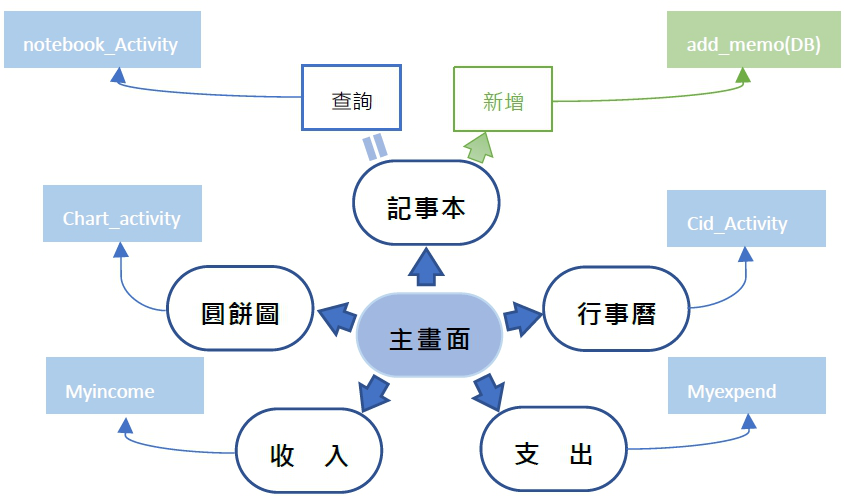 notebook_Activity
add_memo(DB)
查詢
新增
記事本
Chart_activity
Cid_Activity
圓餅圖
行事曆
主畫面
Myincome
Myexpend
收 入
支 出